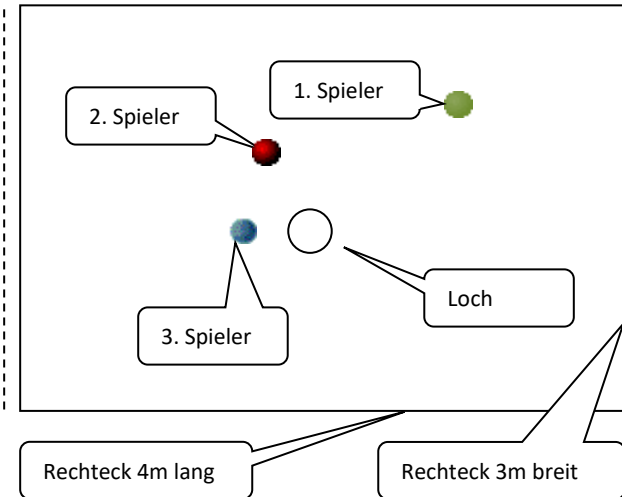 1. Spieler
2. Spieler
Loch
3. Spieler
Rechteck 4m lang
Rechteck 3m breit